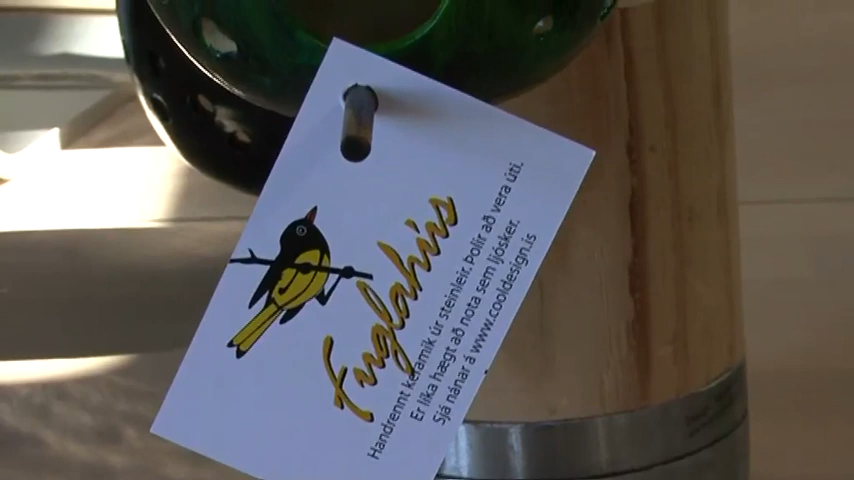 Fuglahús
Handrennt keramik úr steinleir. Þolir að vera úti.
Er líka hægt að nota sem ljósker.
Sjá nánar á www.cooldesign.is